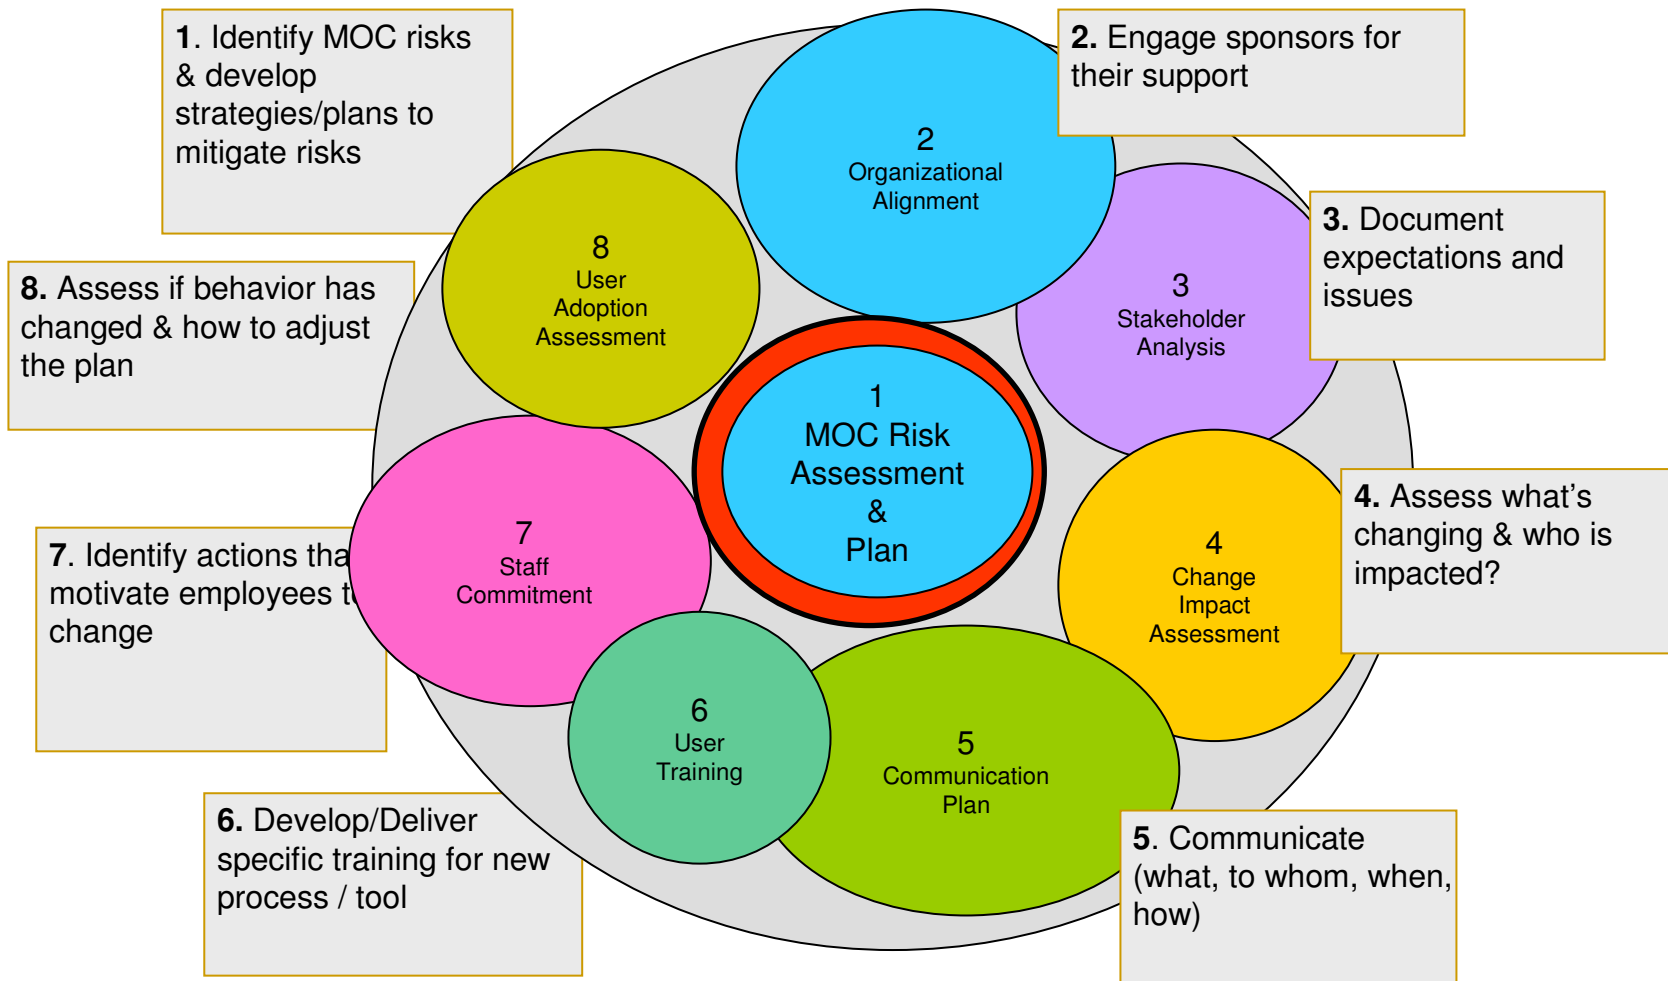 1. Identify MOC risks
& develop
strategies/plans to
mitigate risks
2. Engage sponsors for
their support
3. Document
expectations and
issues
4. Assess what’s
changing & who is
impacted?
5. Communicate
(what, to whom, when,
how)
6. Develop/Deliver
specific training for new
process / tool
7. Identify actions tha
motivate employees t
change
8. Assess if behavior has
changed & how to adjust
the plan
1
MOC Risk
Assessment
&
Plan
2
Organizational
Alignment
3
Stakeholder
Analysis
4
Change
Impact
Assessment
5
Communication
Plan
6
User
Training
7
Staff
Commitment
8
User
Adoption
Assessment